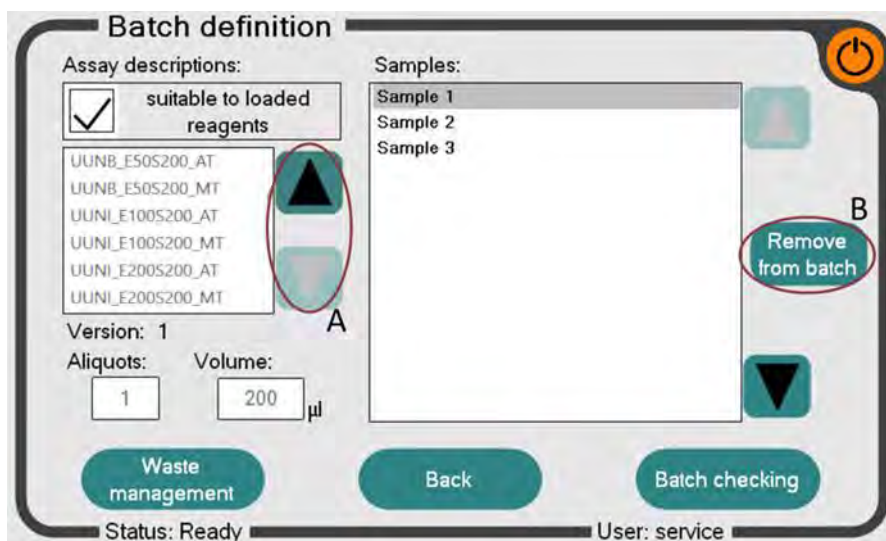 Batch definition
Assay descriptions:
suitable to loaded
reagents
UUNB_E50S200_AT
UUNB_E50S200_MT
UUNI_E100S200_AT
UUNI_E100S200_MT
UUNI_E200S200_AT
UUNI_E200S200_MT
A
Version: 1
Aliquots:
Volume:
1
200
µl
Samples:
Sample 1
Sample 2
Sample 3
B
Remove
from batch
Waste
management
Back
Batch checking
Status: Ready
User: service